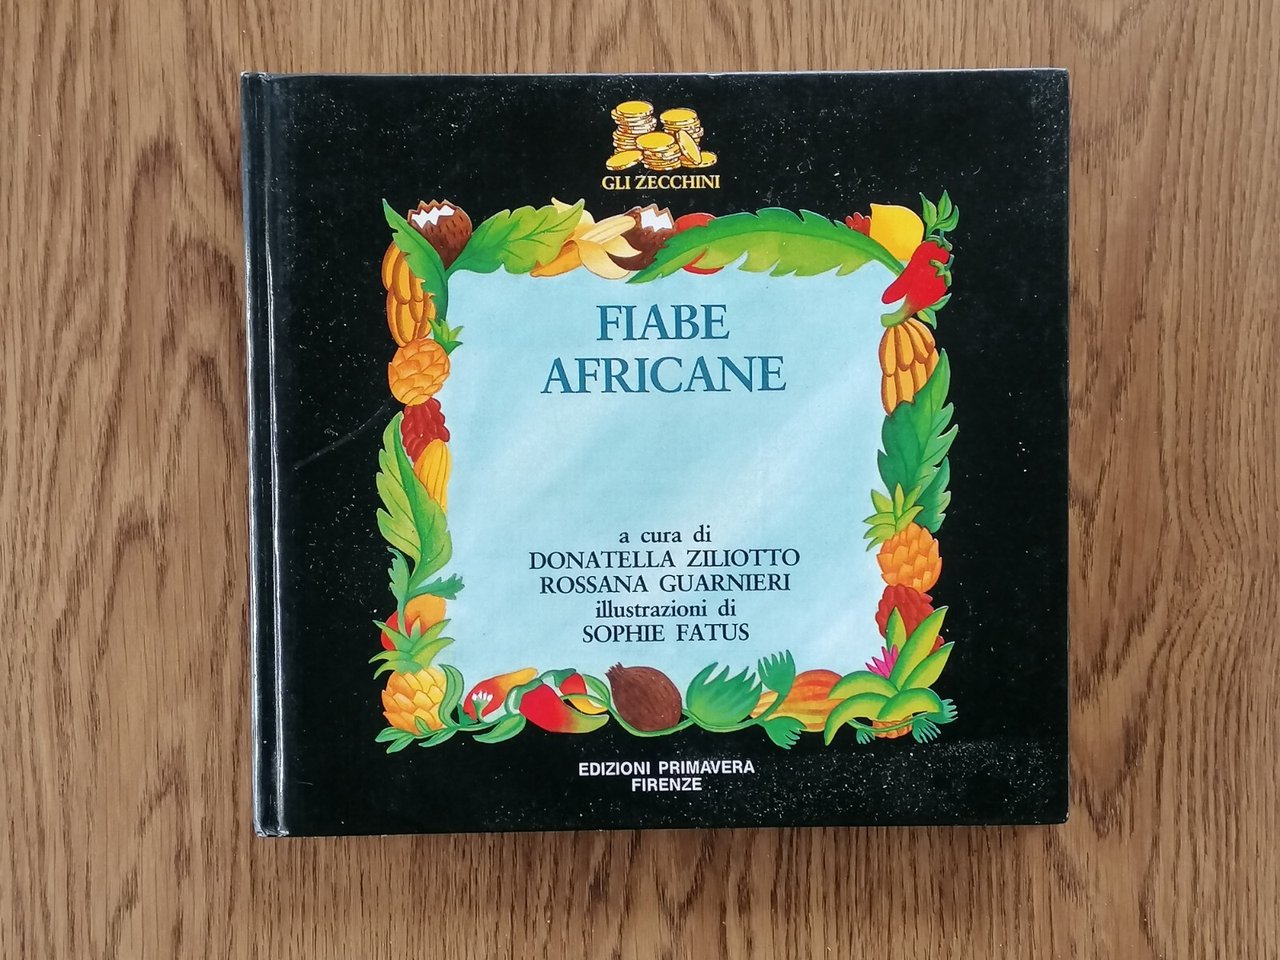 GLI ZECCHINI
FIABE
AFRICANE
a cura di
DONATELLA ZILIOTTO
ROSSANA GUARNIERI
illustrazioni di
SOPHIE FATUS
EDIZIONI PRIMAVERA
FIRENZE